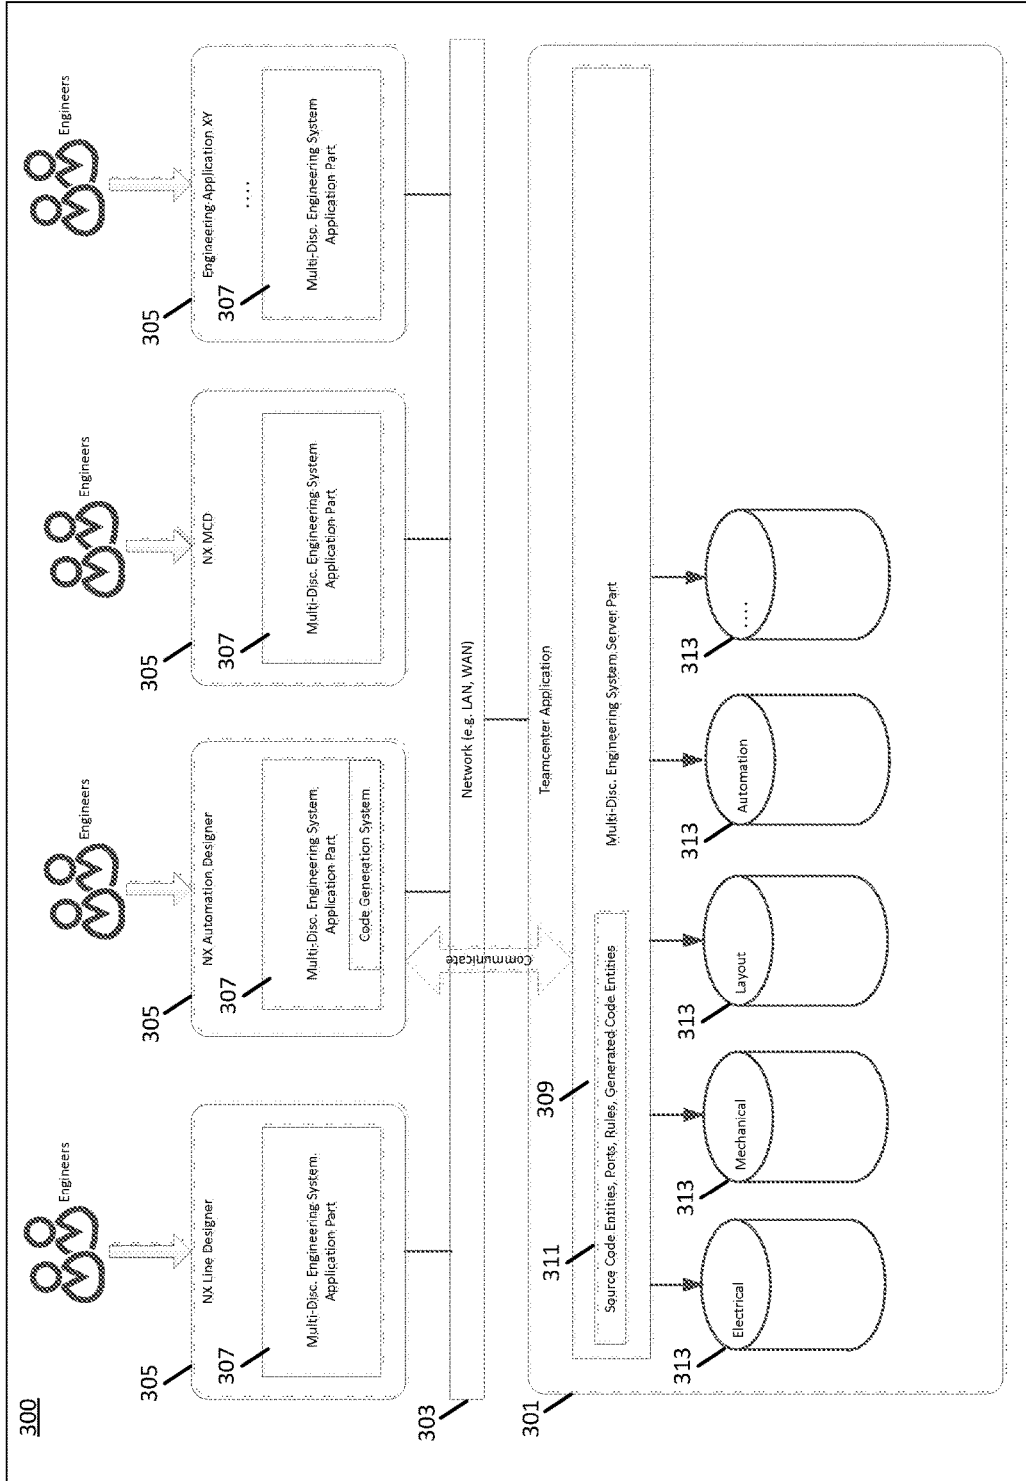 300
Engineers
Engineers
Engineers
Engineers
305
NX Line Designer
307
Multi-Disc. Engineering System
Application Part
305
NX Automation Designer
307
Multi-Disc. Engineering System
Application Part
Code Generation System
305
NX MCD
307
Multi-Disc. Engineering System
Application Part
305
Engineering Application XY
....
307
Multi-Disc. Engineering System
Application Part
303
Network (e.g. LAN, WAN)
Communicate
301
Teamcenter Application
309
Multi-Disc. Engineering System Server Part
311
Source Code Entities, Ports, Rules, Generated Code Entities
313
Electrical
313
Mechanical
313
Layout
313
Automation
313
....